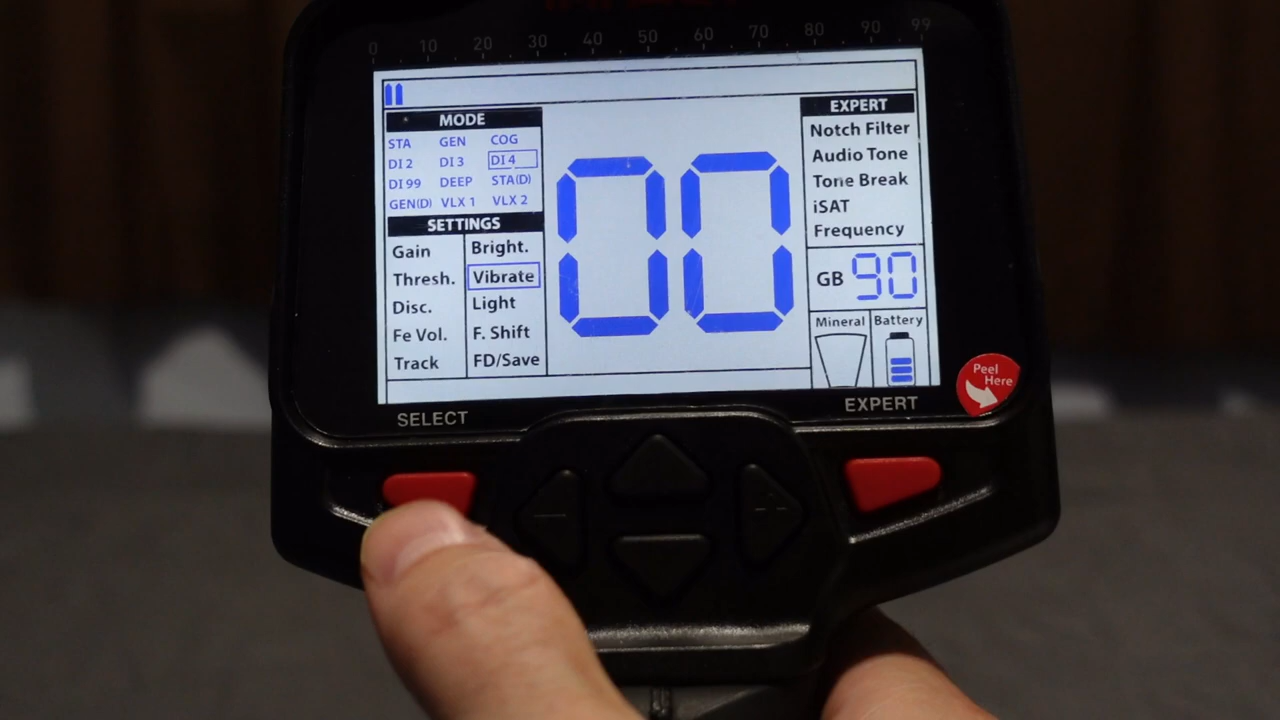 0 10 20 30 40 50 60 70 80 90 99
MODE
STA GEN COG
DI 2 DI 3 DI 4
DI 99 DEEP STA(D)
GEN(D) VLX 1 VLX 2
SETTINGS
Gain Bright.
Thresh. Vibrate
Disc. Light
Fe Vol. F. Shift
Track FD/Save
00
EXPERT
Notch Filter
Audio Tone
Tone Break
iSAT
Frequency
GB 90
Mineral Battery
Peel
Here
SELECT
EXPERT
- +